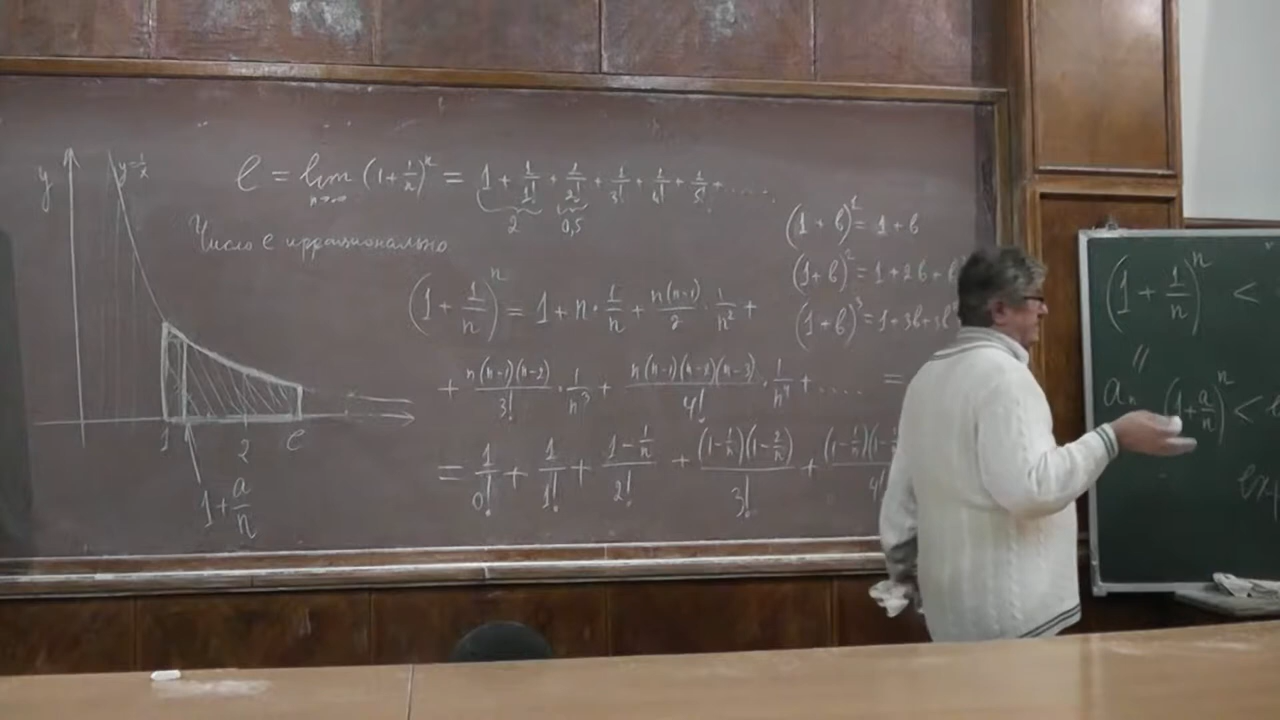 y
y=1/x
e = lim n→∞ (1+1/n)^n = 1 + 1/1! + 1/2! + 1/3! + 1/4! + 1/5! + .....
2 0,5
Число e иррационально
(1 + b)^1 = 1 + b
(1+b)^2 = 1 + 2b + b
(1+b)^3 = 1 + 3b + 3b
(1 + 1/n)^n = 1 + n · 1/n + n(n-1)/2 · 1/n^2 +
+ n(n-1)(n-2)/3! · 1/n^3 + n(n-1)(n-2)(n-3)/4! · 1/n^4 + .... =
= 1/0! + 1/1! + (1-1/n)/2! + (1-1/n)(1-2/n)/3! + (1-1/n)(1-/4!
1 2 e
1+a/n
(1 + 1/n)^n <
"
a_n (1+a/n)^n <
exp